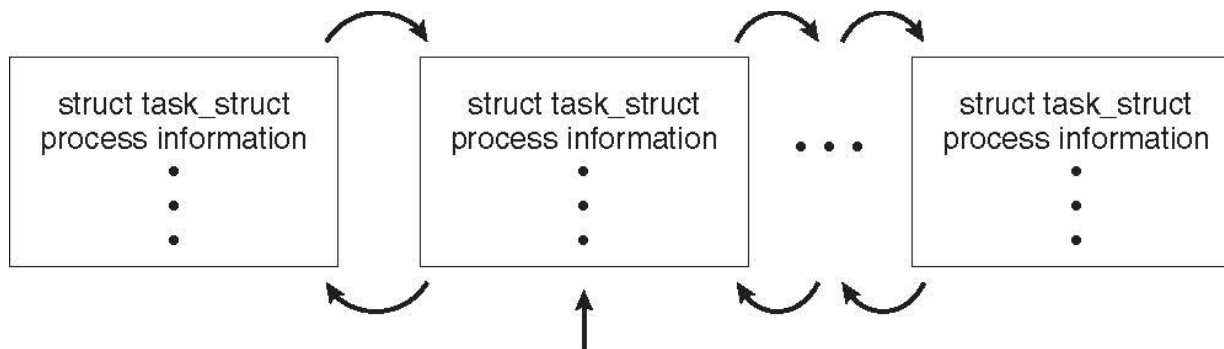 struct task_struct
process information
struct task_struct
process information
struct task_struct
process information